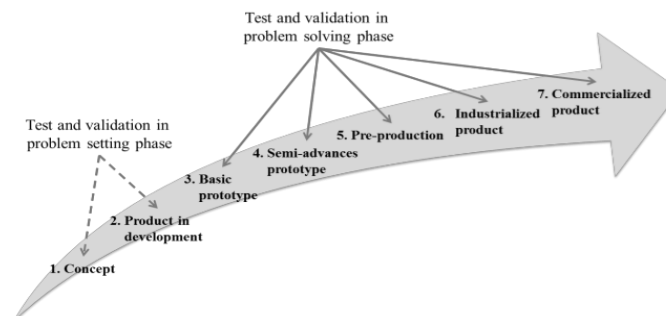 Test and validation in
problem solving phase
Test and validation in
problem setting phase
1. Concept
2. Product in
development
3. Basic
prototype
4. Semi-advances
prototype
5. Pre-production
6. Industrialized
product
7. Commercialized
product